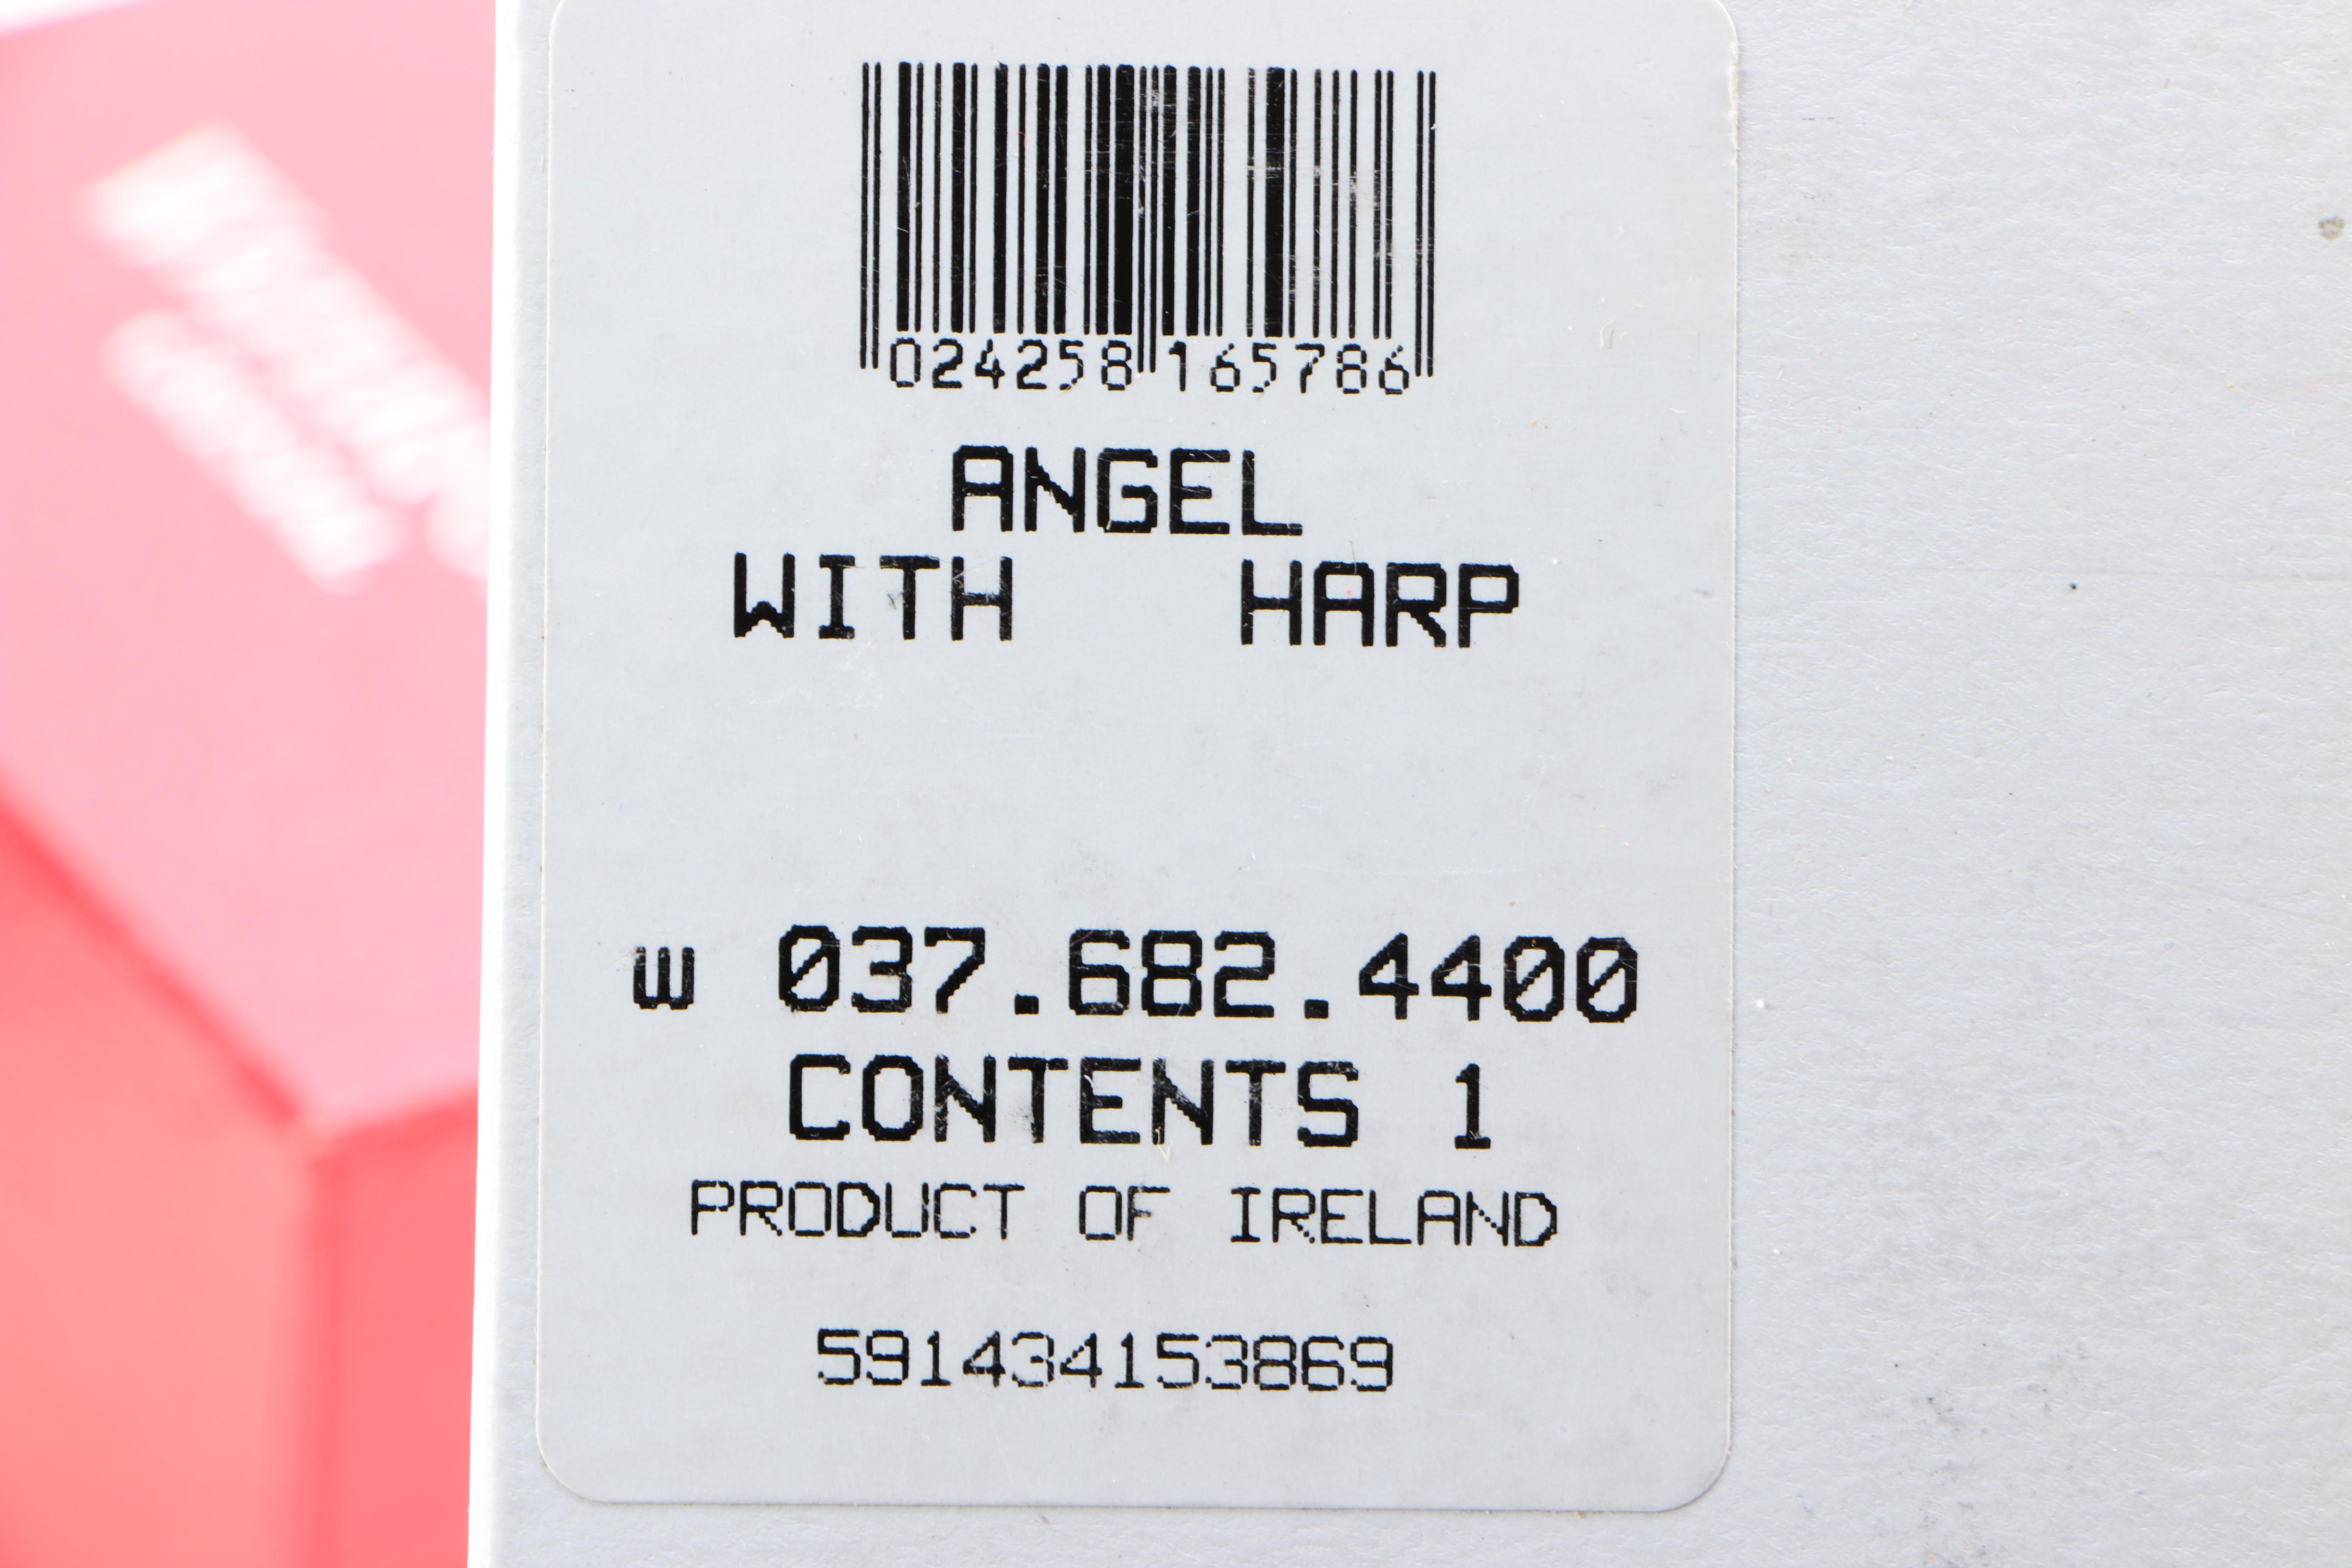 024258 165786
ANGEL
WITH HARP
w 037.682.4400
CONTENTS 1
PRODUCT OF IRELAND
591434153869